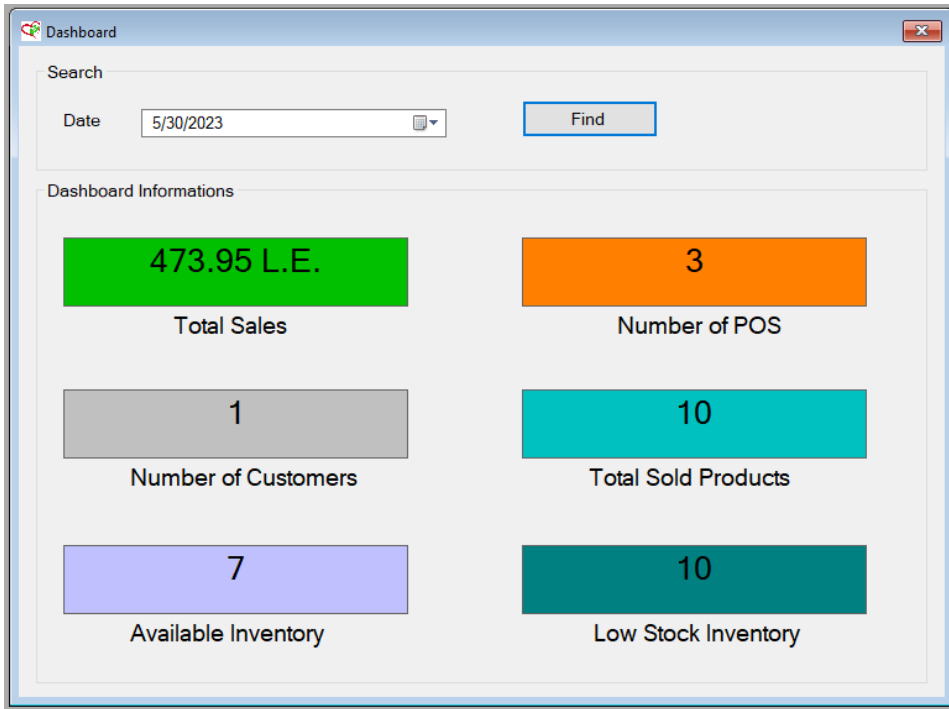 Dashboard
Search
Date
5/30/2023
Find
Dashboard Informations
473.95 L.E.
3
Total Sales
Number of POS
1
10
Number of Customers
Total Sold Products
7
10
Available Inventory
Low Stock Inventory